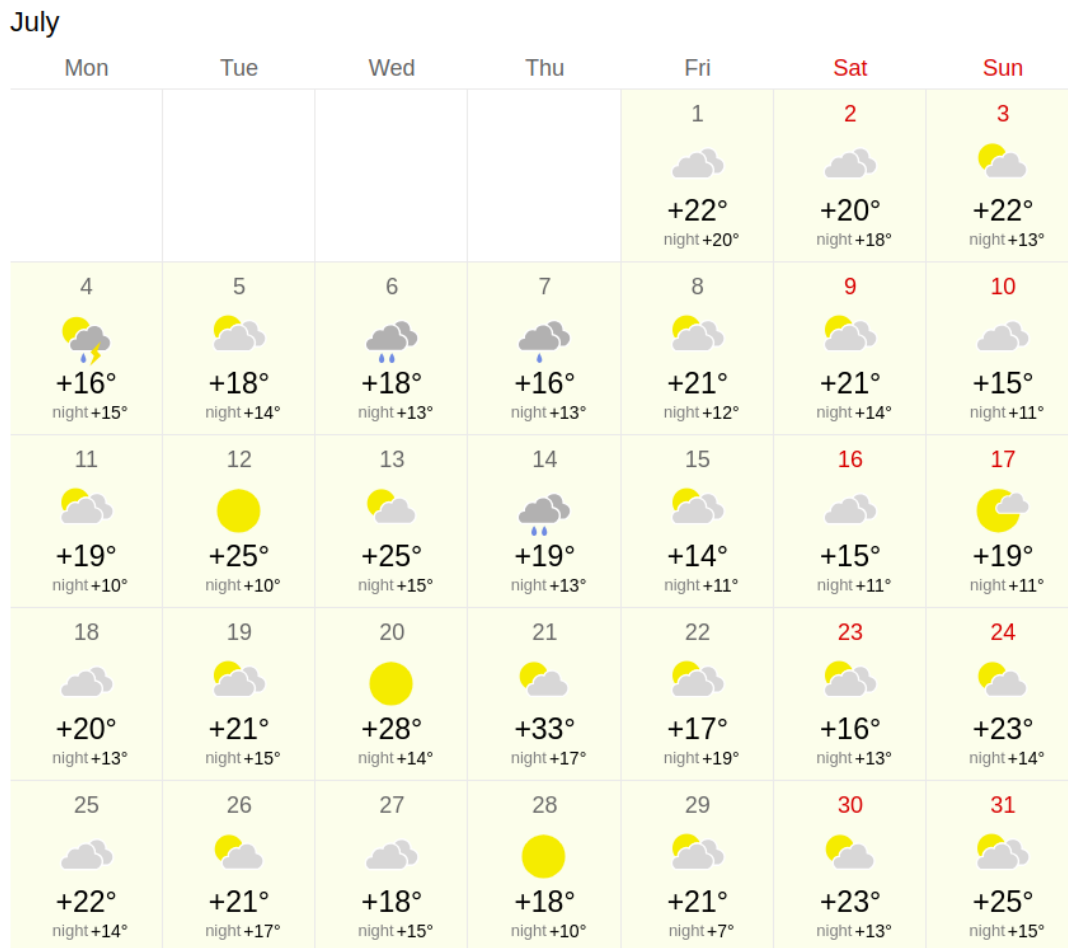 July
Mon Tue Wed Thu Fri Sat Sun
1 2 3
+22° +20° +22°
night +20° night +18° night +13°
4 5 6 7 8 9 10
+16° +18° +18° +16° +21° +21° +15°
night +15° night +14° night +13° night +13° night +12° night +14° night +11°
11 12 13 14 15 16 17
+19° +25° +25° +19° +14° +15° +19°
night +10° night +10° night +15° night +13° night +11° night +11° night +11°
18 19 20 21 22 23 24
+20° +21° +28° +33° +17° +16° +23°
night +13° night +15° night +14° night +17° night +19° night +13° night +14°
25 26 27 28 29 30 31
+22° +21° +18° +18° +21° +23° +25°
night +14° night +17° night +15° night +10° night +7° night +13° night +15°